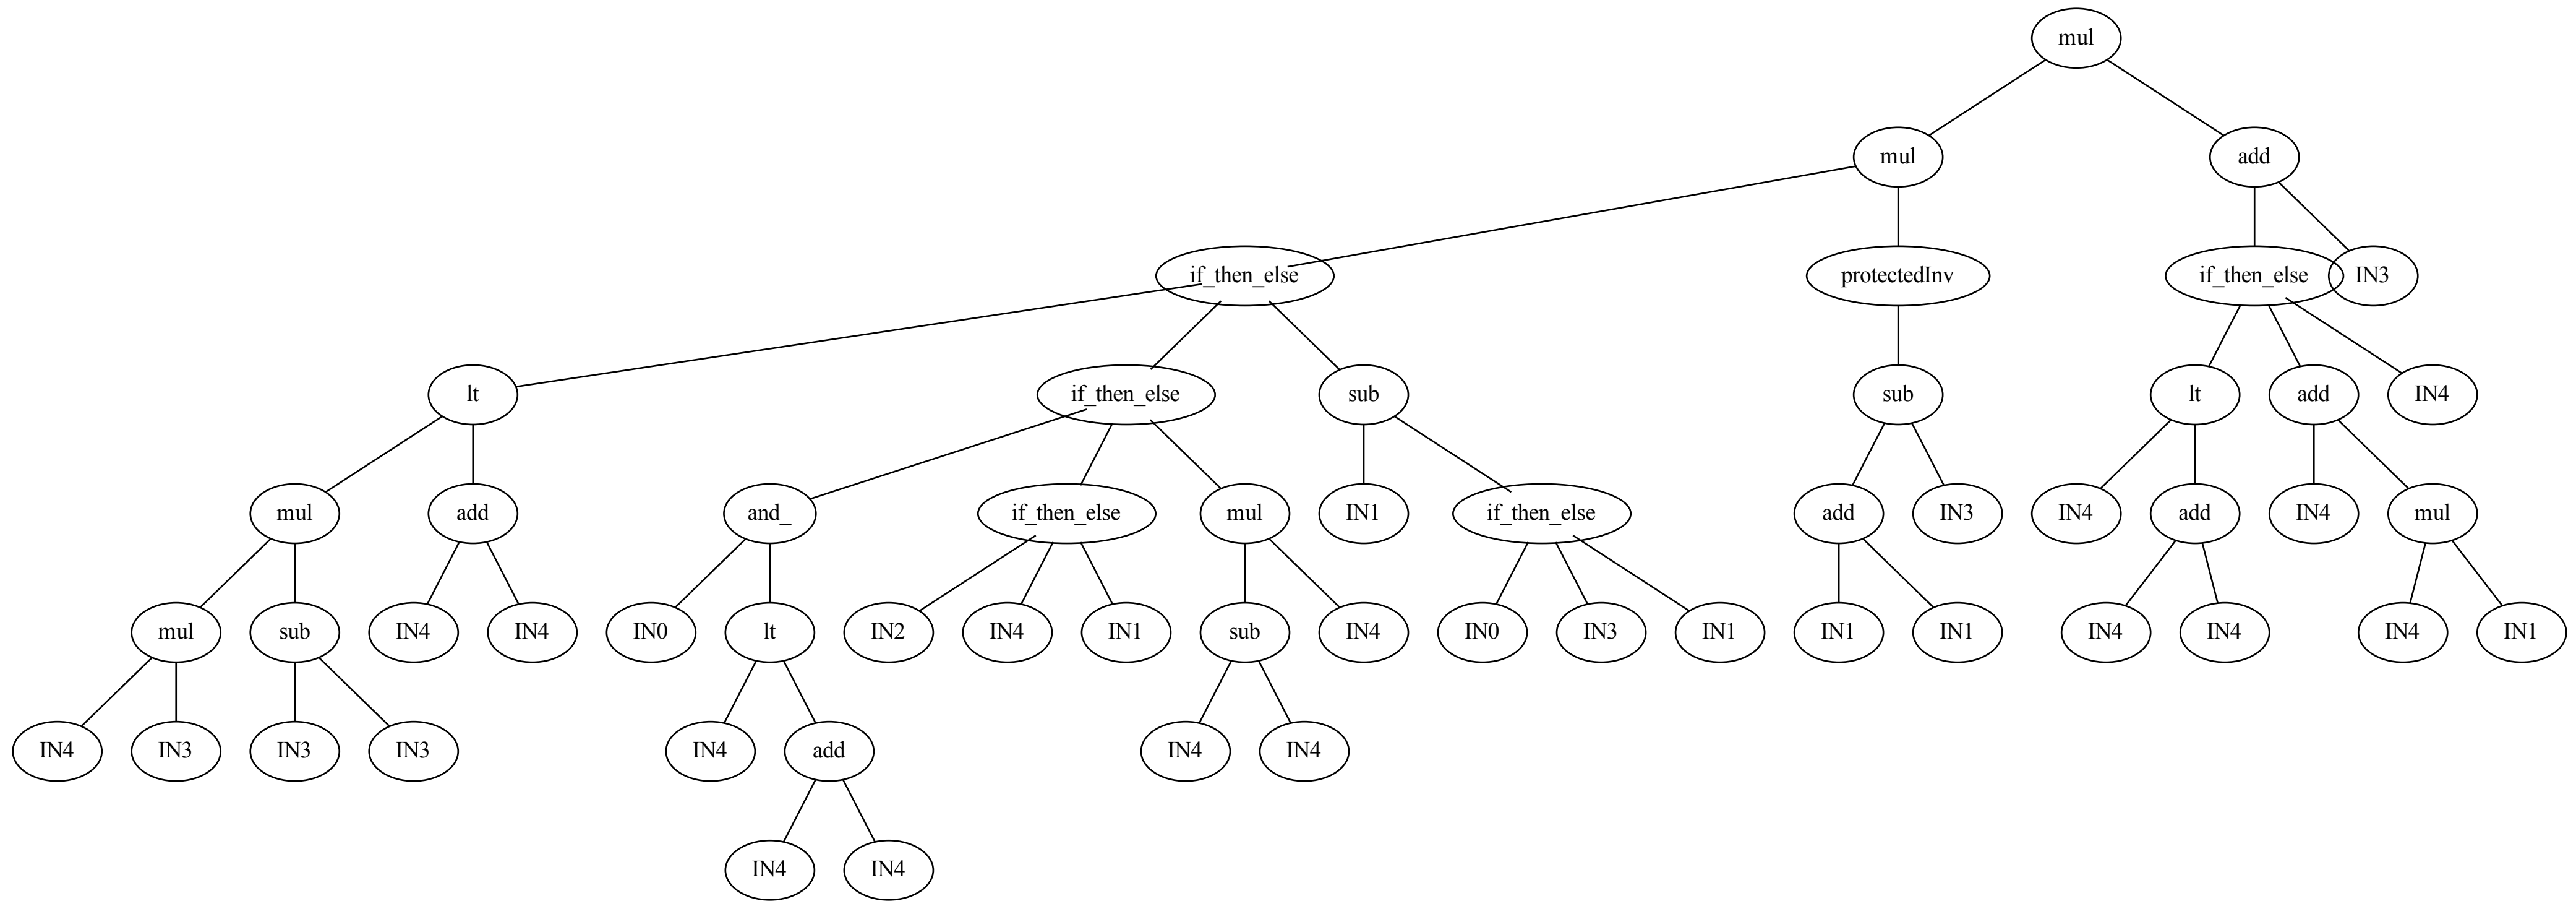 mul
mul add
if_then_else protectedInv if_then_else IN3
lt if_then_else sub sub lt add IN4
mul add and_ if_then_else mul IN1 if_then_else add IN3 IN4 add IN4 mul
mul sub IN4 IN4 IN0 lt IN2 IN4 IN1 sub IN4 IN0 IN3 IN1 IN1 IN1 IN4 IN4 IN4 IN1
IN4 IN3 IN3 IN3 IN4 add IN4 IN4
IN4 IN4